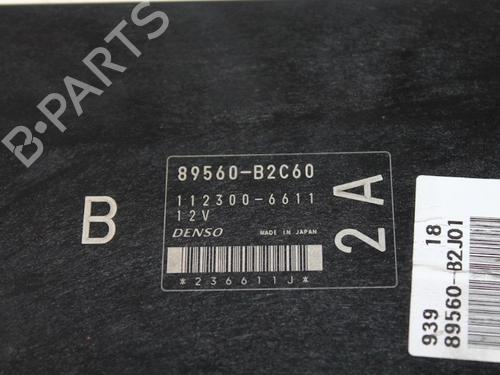 B-PARTS
B
89560-B2C60
112300-6611
12V
DENSO MADE IN JAPAN
*236611J*
2A
939 18
89560-B2J01